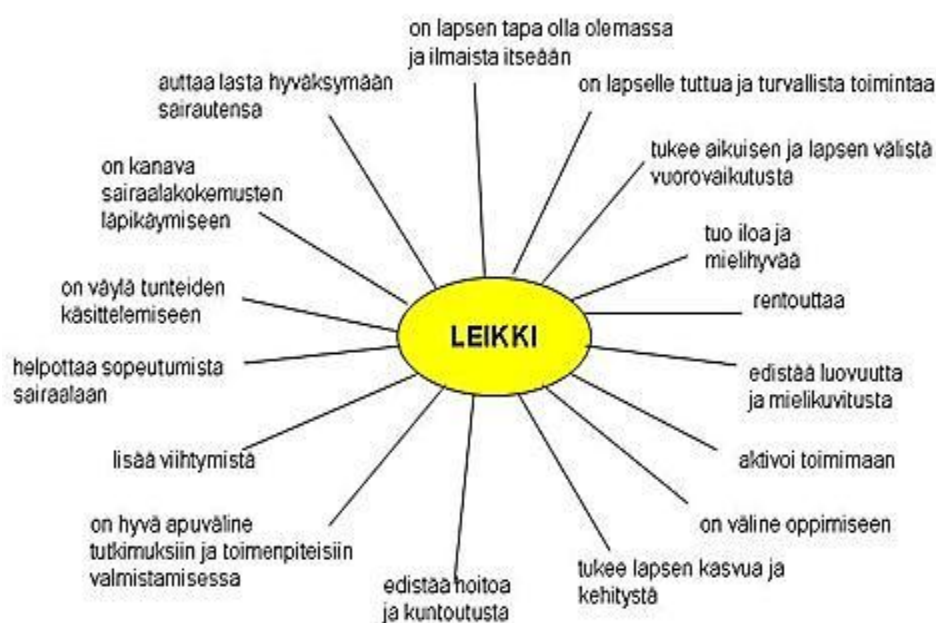 on lapsen tapa olla olemassa
ja ilmaista itseään
on lapselle tuttua ja turvallista toimintaa
tukee aikuisen ja lapsen välistä
vuorovaikutusta
tuo iloa ja
mielihyvää
rentouttaa
edistää luovuutta
ja mielikuvitusta
aktivoi toimimaan
on väline oppimiseen
tukee lapsen kasvua ja
kehitystä
edistää hoitoa
ja kuntoutusta
on hyvä apuväline
tutkimuksiin ja toimenpiteisiin
valmistamisessa
lisää viihtymistä
helpottaa sopeutumista
sairaalaan
on väylä tunteiden
käsittelemiseen
on kanava
sairaalakokemusten
läpikäymiseen
auttaa lasta hyväksymään
sairautensa
LEIKKI